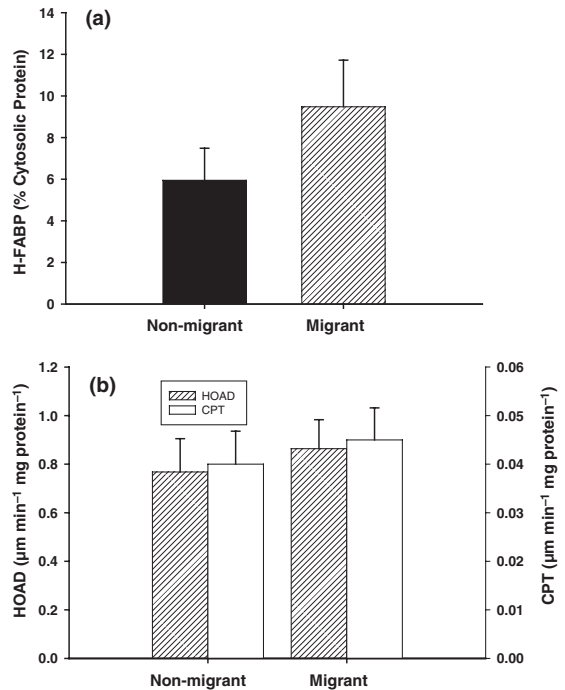 (a)
14
12
10
8
6
4
2
0
H-FABP (% Cytosolic Protein)
Non-migrant Migrant
(b)
HOAD
CPT
1.2
1.0
0.8
0.6
0.4
0.2
0.0
HOAD (µm min⁻¹ mg protein⁻¹)
0.06
0.05
0.04
0.03
0.02
0.01
0.00
CPT (µm min⁻¹ mg protein⁻¹)
Non-migrant Migrant